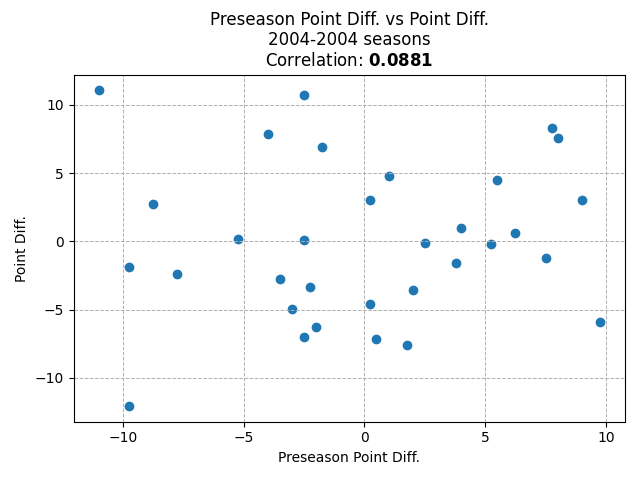 Preseason Point Diff. vs Point Diff.
2004-2004 seasons
Correlation: 0.0881
10
5
0
−5
−10
Point Diff.
−10 −5 0 5 10
Preseason Point Diff.